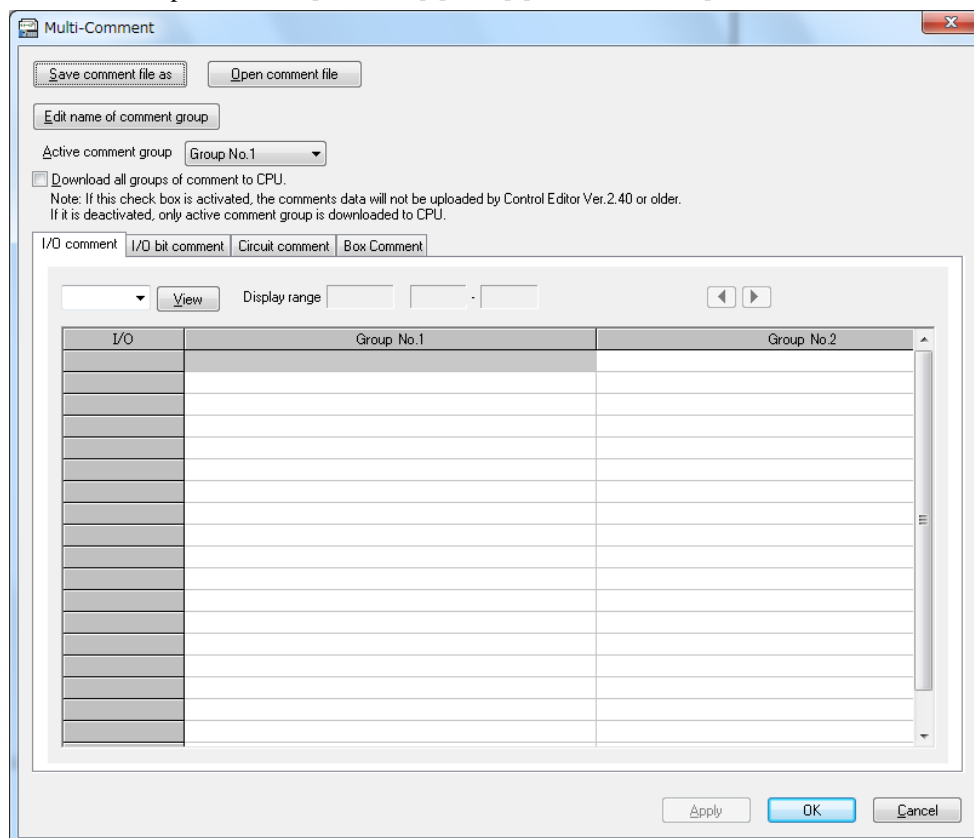 Multi-Comment
Save comment file as
Open comment file
Edit name of comment group
Active comment group Group No.1
Download all groups of comment to CPU.
Note: If this check box is activated, the comments data will not be uploaded by Control Editor Ver.2.40 or older.
If it is deactivated, only active comment group is downloaded to CPU.
I/O comment I/O bit comment Circuit comment Box Comment
View Display range -
I/O Group No.1 Group No.2
Apply OK Cancel